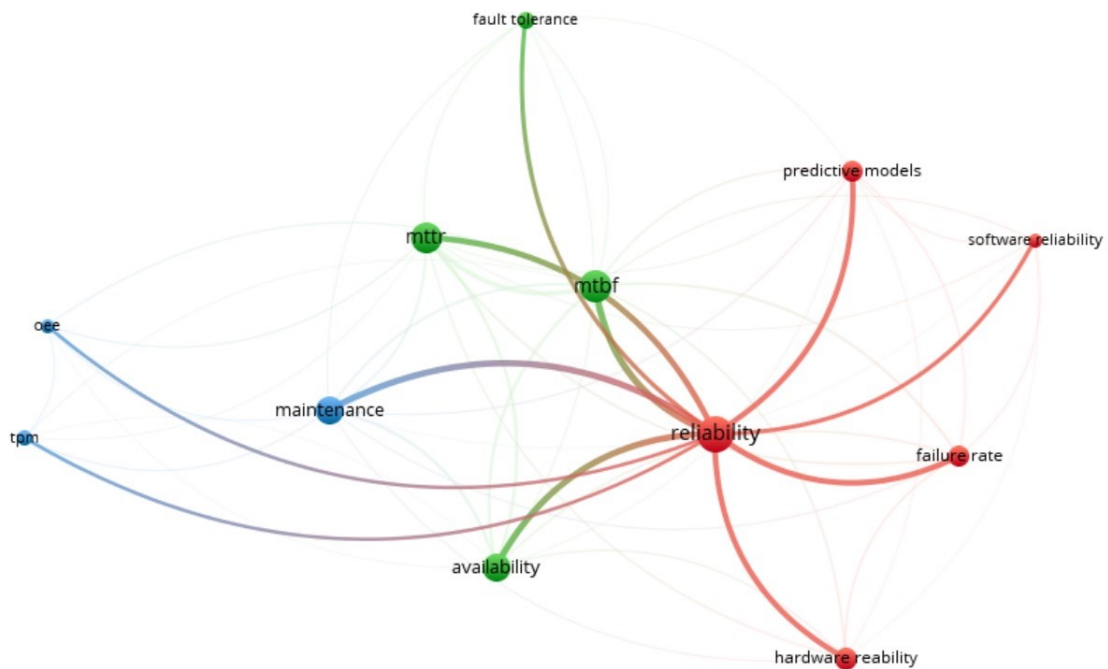 fault tolerance
predictive models
mttr
software reliability
mtbf
oee
maintenance
reliability
tpm
failure rate
availability
hardware reability